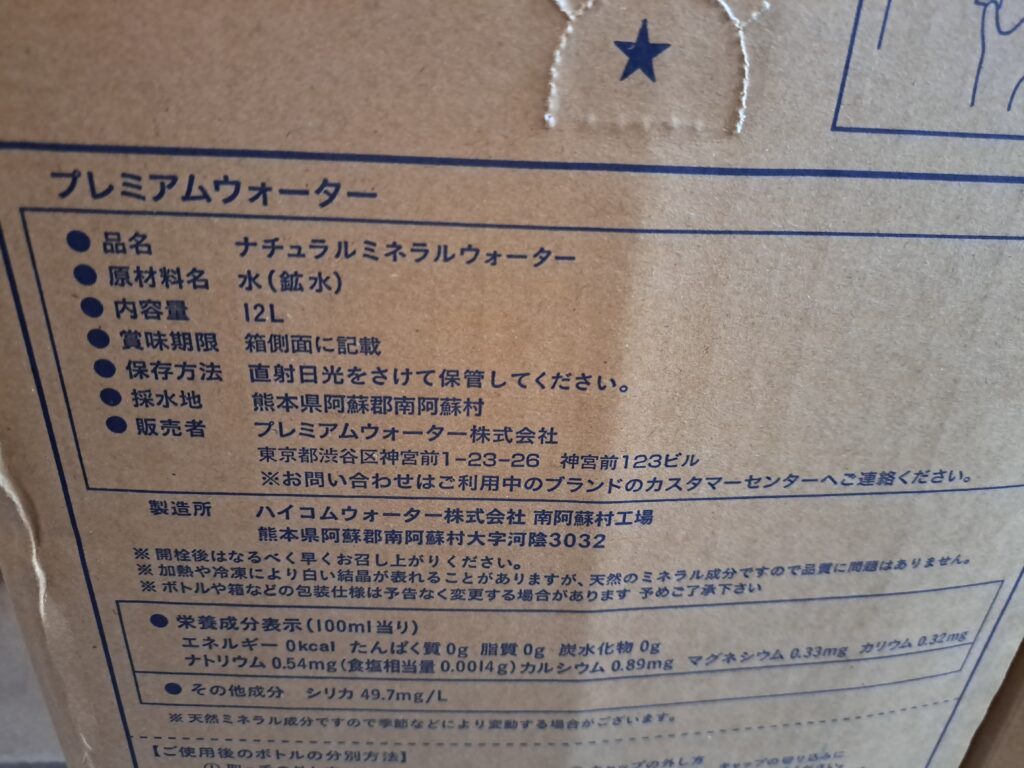 プレミアムウォーター
● 品名 ナチュラルミネラルウォーター
● 原材料名 水(鉱水)
● 内容量 12L
● 賞味期限 箱側面に記載
● 保存方法 直射日光をさけて保管してください。
● 採水地 熊本県阿蘇郡南阿蘇村
● 販売者 プレミアムウォーター株式会社
東京都渋谷区神宮前1-23-26 神宮前123ビル
※お問い合わせはご利用中のブランドのカスタマーセンターへご連絡ください。
製造所 ハイコムウォーター株式会社 南阿蘇村工場
熊本県阿蘇郡南阿蘇村大字河陰3032
※ 開栓後はなるべく早くお召し上がりください。
※ 加熱や冷凍により白い結晶が表れることがありますが、天然のミネラル成分ですので品質に問題はありません。
※ ボトルや箱などの包装仕様は予告なく変更する場合があります 予めご了承下さい
● 栄養成分表示(100ml当り)
エネルギー 0kcal たんぱく質 0g 脂質 0g 炭水化物 0g
ナトリウム 0.54mg(食塩相当量 0.0014g) カルシウム 0.89mg マグネシウム 0.33mg カリウム 0.32mg
● その他成分 シリカ 49.7mg/L
※ 天然ミネラル成分ですので季節などにより変動する場合がございます。
【ご使用後のボトルの分別方法】
キャップの外し方 キャップの切り込みに